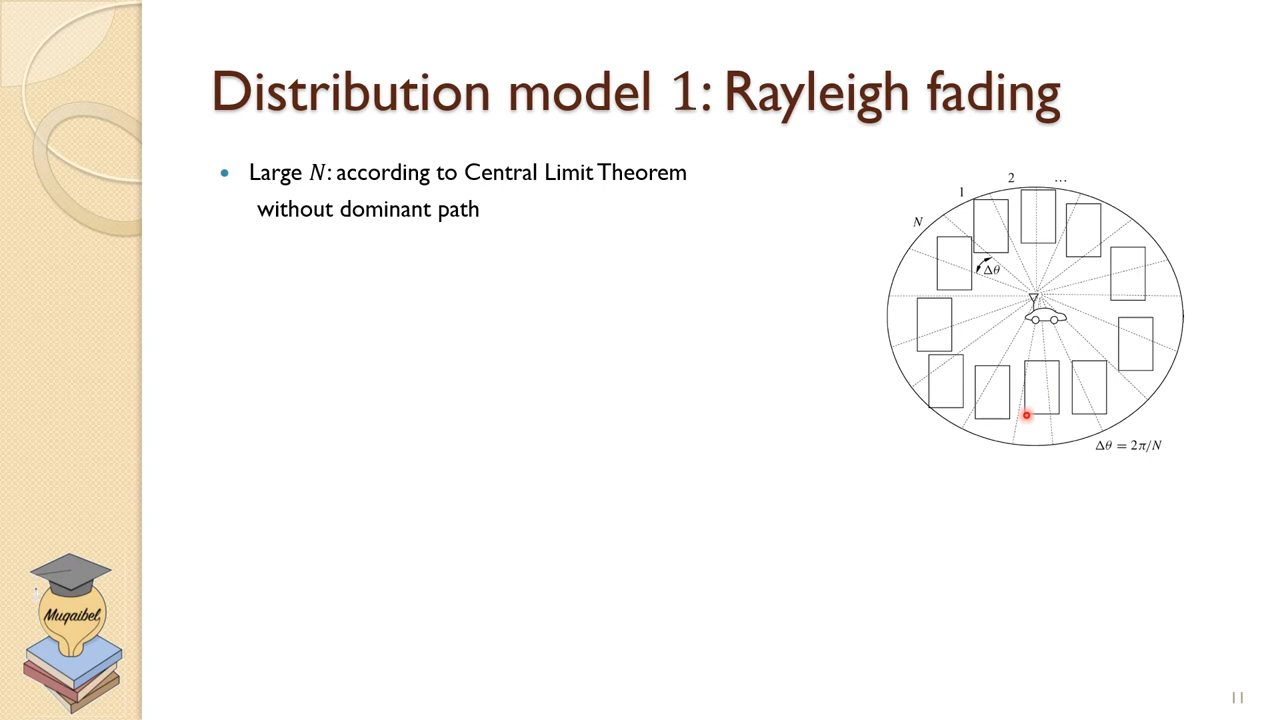 Distribution model 1: Rayleigh fading
Large N: according to Central Limit Theorem
without dominant path
1
2
...
N
Δθ
Δθ = 2π/N
Muqaibel
11